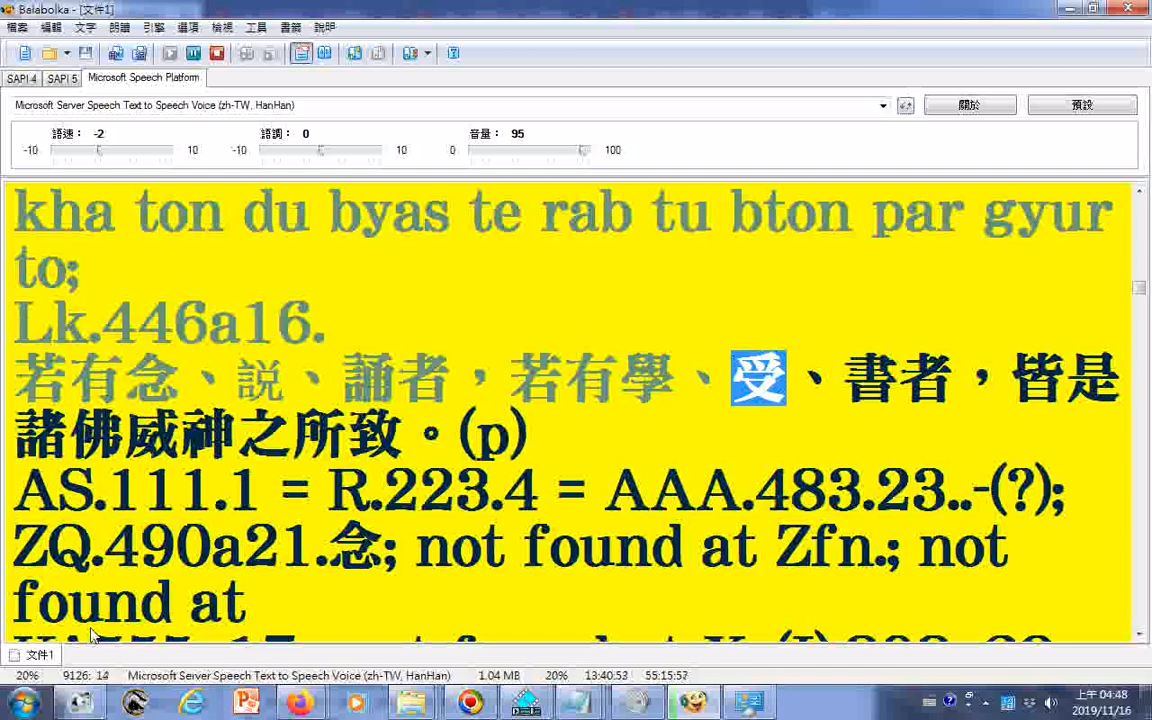 Balabolka - [文件1]
檔案 編輯 文字 朗讀 引擎 選項 檢視 工具 書籤 說明
SAPI 4 SAPI 5 Microsoft Speech Platform
Microsoft Server Speech Text to Speech Voice (zh-TW, HanHan) 關於 預設
語速： -2 語調： 0 音量： 95
-10 10 -10 10 0 100
kha ton du byas te rab tu bton par gyur
to;
Lk.446a16.
若有念、説、誦者，若有學、受、書者，皆是
諸佛威神之所致。(p)
AS.111.1 = R.223.4 = AAA.483.23..-(?);
ZQ.490a21.念; not found at Zfn.; not
found at
文件1
20% 9126: 14 Microsoft Server Speech Text to Speech Voice (zh-TW, HanHan) 1.04 MB 20% 13:40:53 55:15:57
上午 04:48
2019/11/16